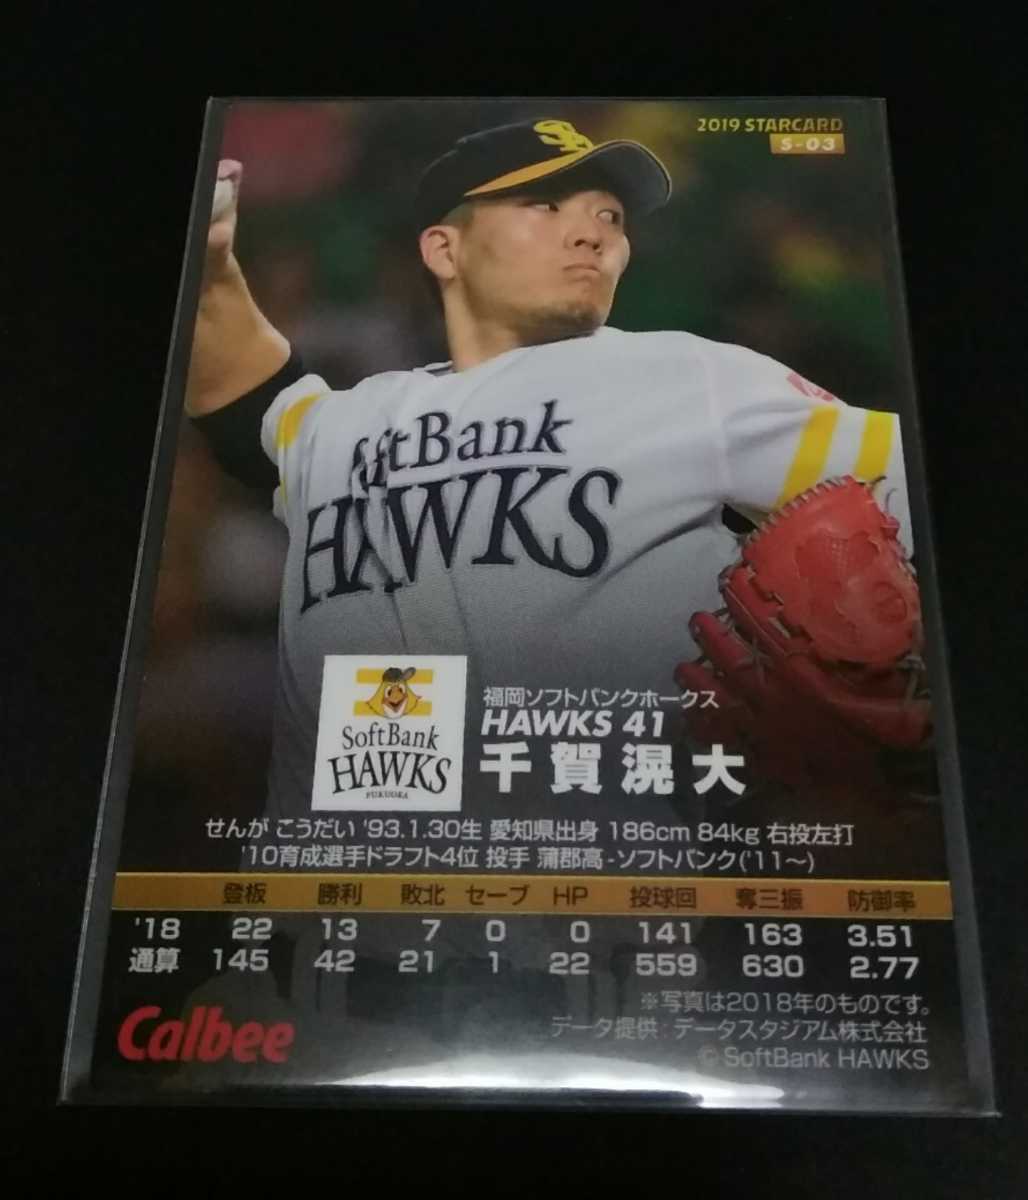 2019 STARCARD
S-03
SoftBank
HAWKS
福岡ソフトバンクホークス
HAWKS 41
千賀滉大
SoftBank
HAWKS
FUKUOKA
せんが こうだい '93.1.30生 愛知県出身 186cm 84kg 右投左打
'10育成選手ドラフト4位 投手 蒲郡高-ソフトバンク('11~)
登板 勝利 敗北 セーブ HP 投球回 奪三振 防御率
'18 22 13 7 0 0 141 163 3.51
通算 145 42 21 1 22 559 630 2.77
※写真は2018年のものです。
データ提供:データスタジアム株式会社
© SoftBank HAWKS
Calbee